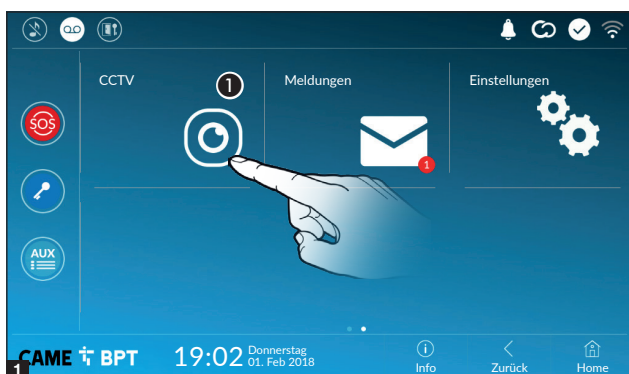 CCTV
1
Meldungen
Einstellungen
SOS
1
AUX
CAME BPT
19:02
Donnerstag
01. Feb 2018
Info
Zurück
Home
1